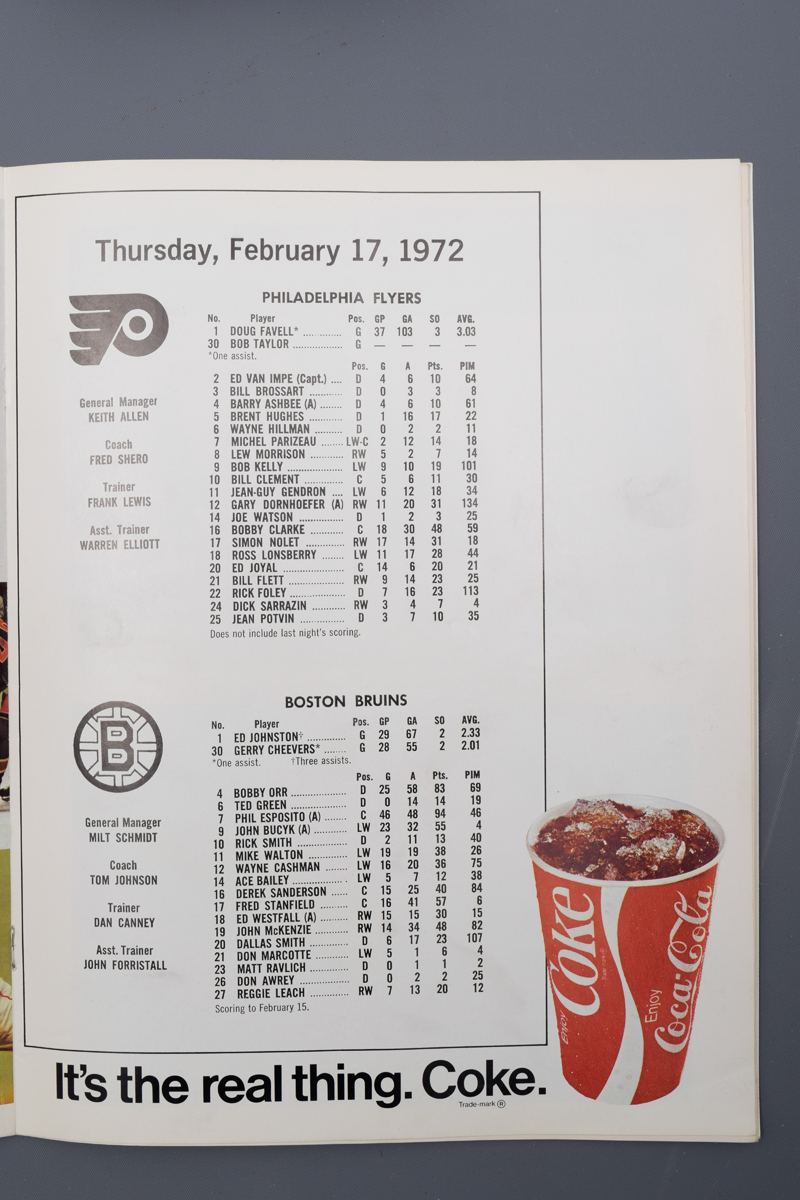 Thursday, February 17, 1972
PHILADELPHIA FLYERS
No. Player Pos. GP GA SO AVG.
1 DOUG FAVELL* ............. G 37 103 3 3.03
30 BOB TAYLOR ................. G — — — —
*One assist.
Pos. G A Pts. PIM
2 ED VAN IMPE (Capt.) .... D 4 6 10 64
3 BILL BROSSART ............. D 0 3 3 8
4 BARRY ASHBEE (A) ........ D 4 6 10 61
5 BRENT HUGHES ............. D 1 16 17 22
6 WAYNE HILLMAN .......... D 0 2 2 11
7 MICHEL PARIZEAU ........ LW-C 2 12 14 18
8 LEW MORRISON ............ RW 5 2 7 14
9 BOB KELLY ................... LW 9 10 19 101
10 BILL CLEMENT .............. C 5 6 11 30
11 JEAN-GUY GENDRON .... LW 6 12 18 34
12 GARY DORNHOEFER (A) RW 11 20 31 134
14 JOE WATSON ................ D 1 2 3 25
16 BOBBY CLARKE ............. C 18 30 48 59
17 SIMON NOLET .............. RW 17 14 31 18
18 ROSS LONSBERRY ........ LW 11 17 28 44
20 ED JOYAL ..................... C 14 6 20 21
21 BILL FLETT ................... RW 9 14 23 25
22 RICK FOLEY .................. D 7 16 23 113
24 DICK SARRAZIN ............ RW 3 4 7 4
25 JEAN POTVIN ............... D 3 7 10 35
Does not include last night's scoring.
General Manager
KEITH ALLEN
Coach
FRED SHERO
Trainer
FRANK LEWIS
Asst. Trainer
WARREN ELLIOTT
BOSTON BRUINS
No. Player Pos. GP GA SO AVG.
1 ED JOHNSTON† ............. G 29 67 2 2.33
30 GERRY CHEEVERS* ........ G 28 55 2 2.01
*One assist. †Three assists.
Pos. G A Pts. PIM
4 BOBBY ORR ................... D 25 58 83 69
6 TED GREEN ................... D 0 14 14 19
7 PHIL ESPOSITO (A) ........ C 46 48 94 46
9 JOHN BUCYK (A) ........... LW 23 32 55 4
10 RICK SMITH .................. D 2 11 13 40
11 MIKE WALTON .............. LW 19 19 38 26
12 WAYNE CASHMAN ........ LW 16 20 36 75
14 ACE BAILEY ................... LW 5 7 12 38
16 DEREK SANDERSON ...... C 15 25 40 84
17 FRED STANFIELD .......... C 16 41 57 6
18 ED WESTFALL (A) .......... RW 15 15 30 15
19 JOHN McKENZIE ............ RW 14 34 48 82
20 DALLAS SMITH ............. D 6 17 23 107
21 DON MARCOTTE ............ LW 5 1 6 4
23 MATT RAVLICH ............. D 0 1 1 2
26 DON AWREY .................. D 0 2 2 25
27 REGGIE LEACH ............. RW 7 13 20 12
Scoring to February 15.
B
General Manager
MILT SCHMIDT
Coach
TOM JOHNSON
Trainer
DAN CANNEY
Asst. Trainer
JOHN FORRISTALL
Enjoy
Coke
Trade-mark®
Enjoy
Coca-Cola
It's the real thing. Coke.
Trade-mark ®